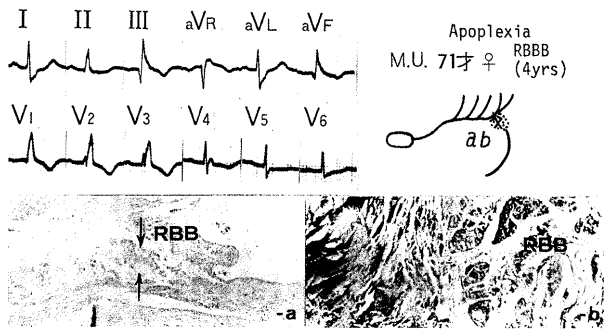 I II III aVR aVL aVF
V1 V2 V3 V4 V5 V6
Apoplexia
M.U. 71才 ♀ RBBB
(4yrs)
ab
RBB
-a
RBB
-b